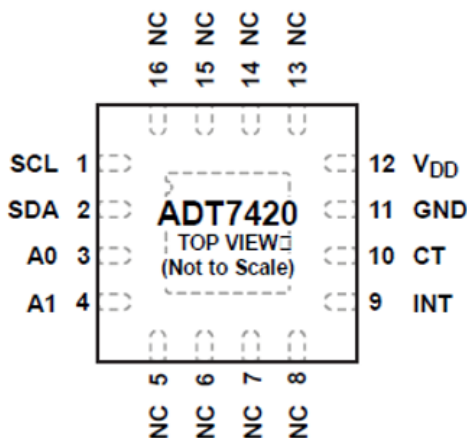 16 NC
15 NC
14 NC
13 NC
SCL 1
SDA 2
A0 3
A1 4
ADT7420
TOP VIEW
(Not to Scale)
12 VDD
11 GND
10 CT
9 INT
NC 5
NC 6
NC 7
NC 8